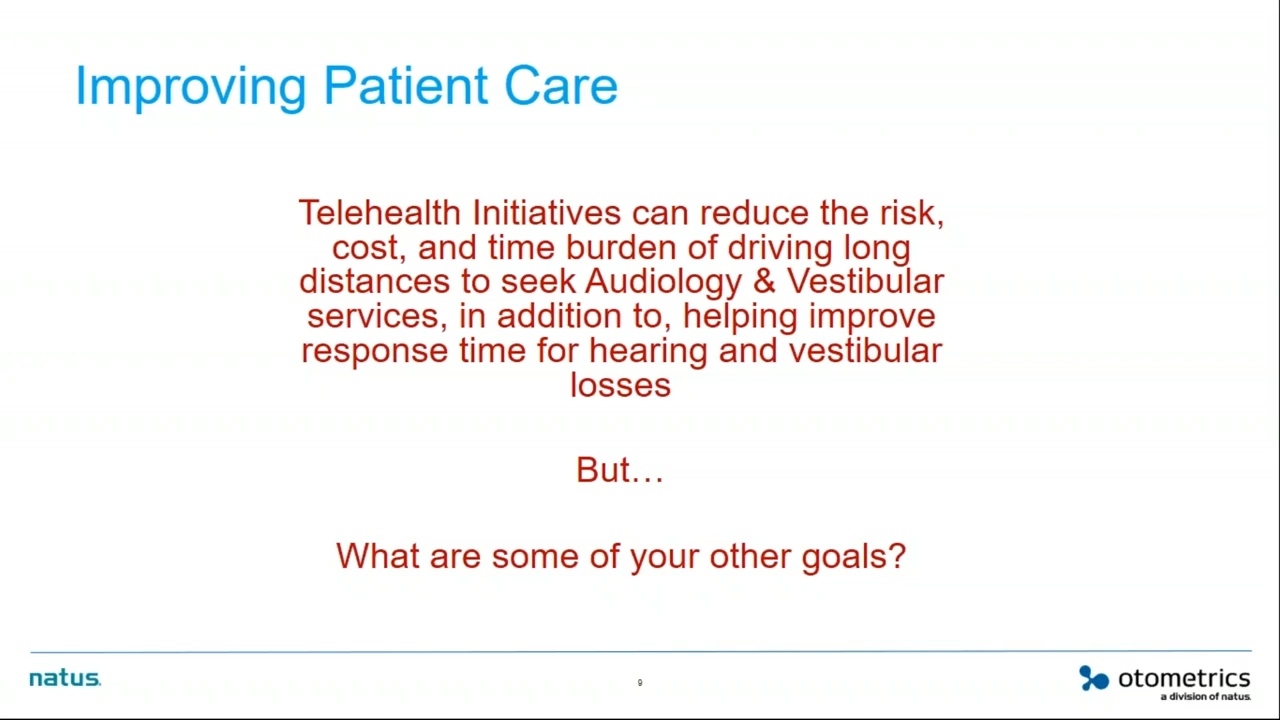 Improving Patient Care
Telehealth Initiatives can reduce the risk,
cost, and time burden of driving long
distances to seek Audiology & Vestibular
services, in addition to, helping improve
response time for hearing and vestibular
losses
But…
What are some of your other goals?
natus.
9
otometrics
a division of natus.